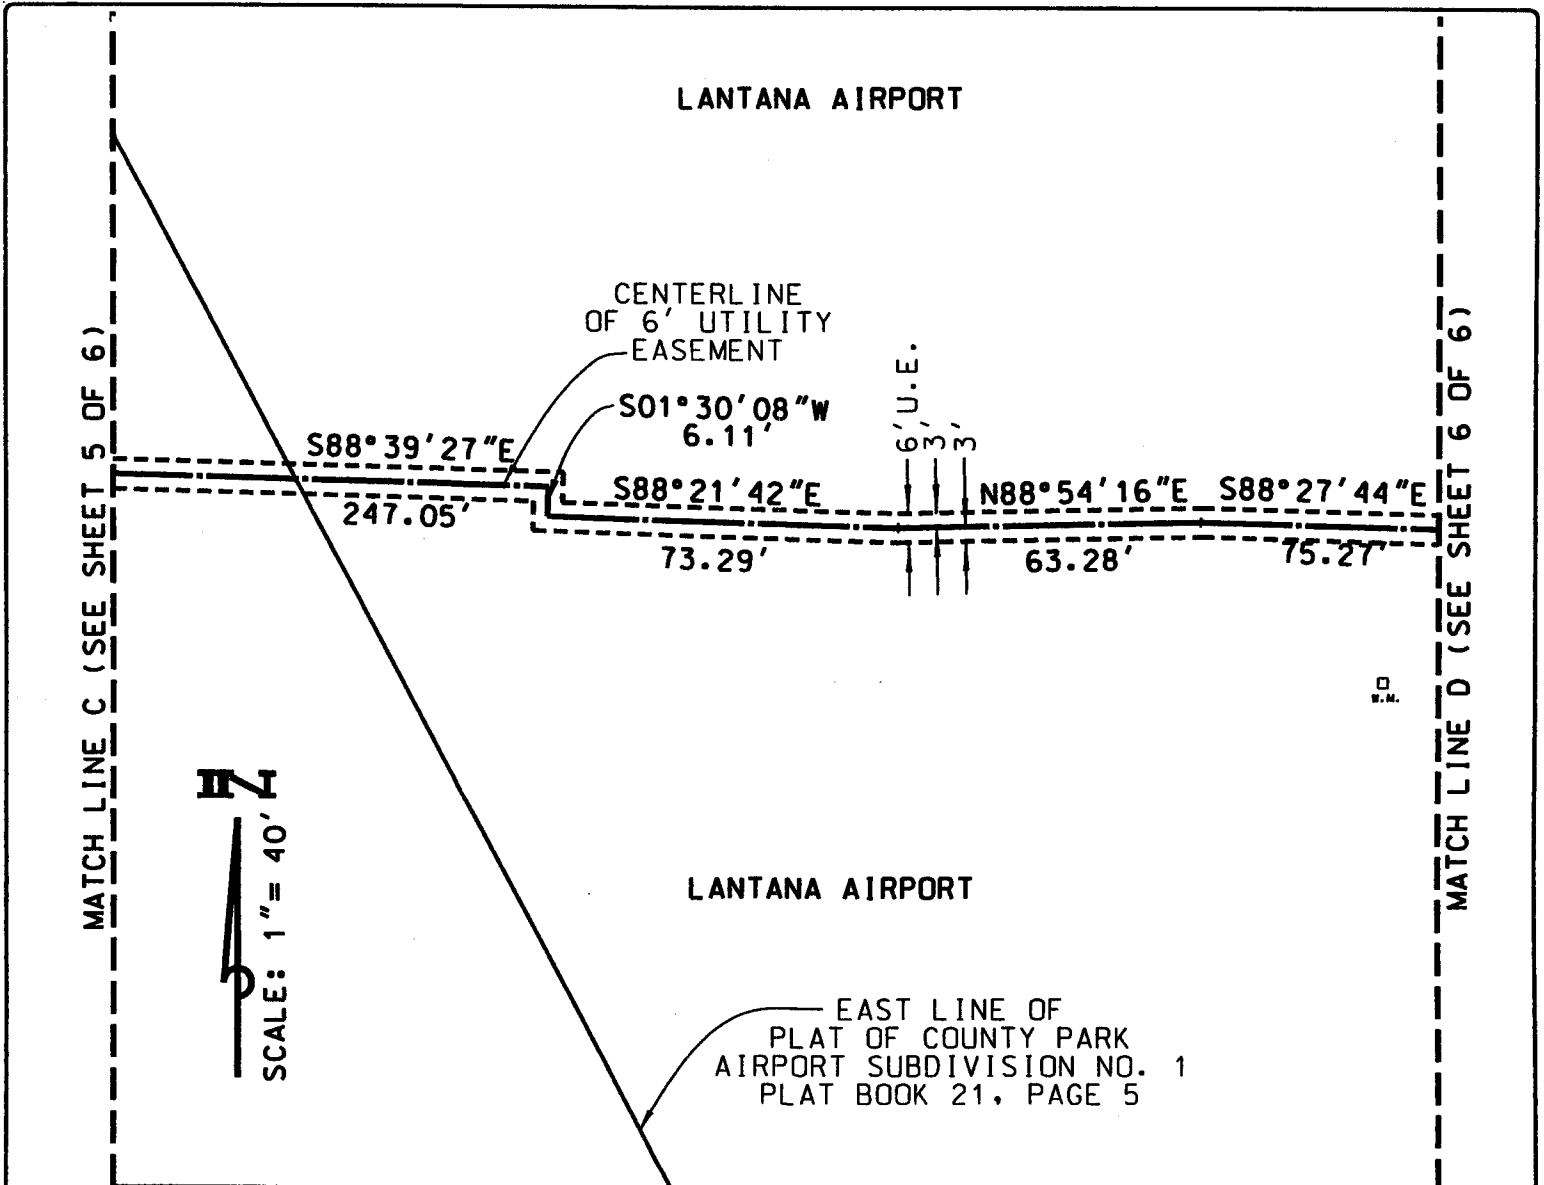 LANTANA AIRPORT
CENTERLINE
OF 6' UTILITY
EASEMENT
S01°30'08"W
6.11'
6' U.E.
3'
3'
S88°39'27"E
247.05'
S88°21'42"E
73.29'
N88°54'16"E
63.28'
S88°27'44"E
75.27'
MATCH LINE C (SEE SHEET 5 OF 6)
MATCH LINE D (SEE SHEET 6 OF 6)
W.M.
N
SCALE: 1"= 40'
LANTANA AIRPORT
EAST LINE OF
PLAT OF COUNTY PARK
AIRPORT SUBDIVISION NO. 1
PLAT BOOK 21, PAGE 5